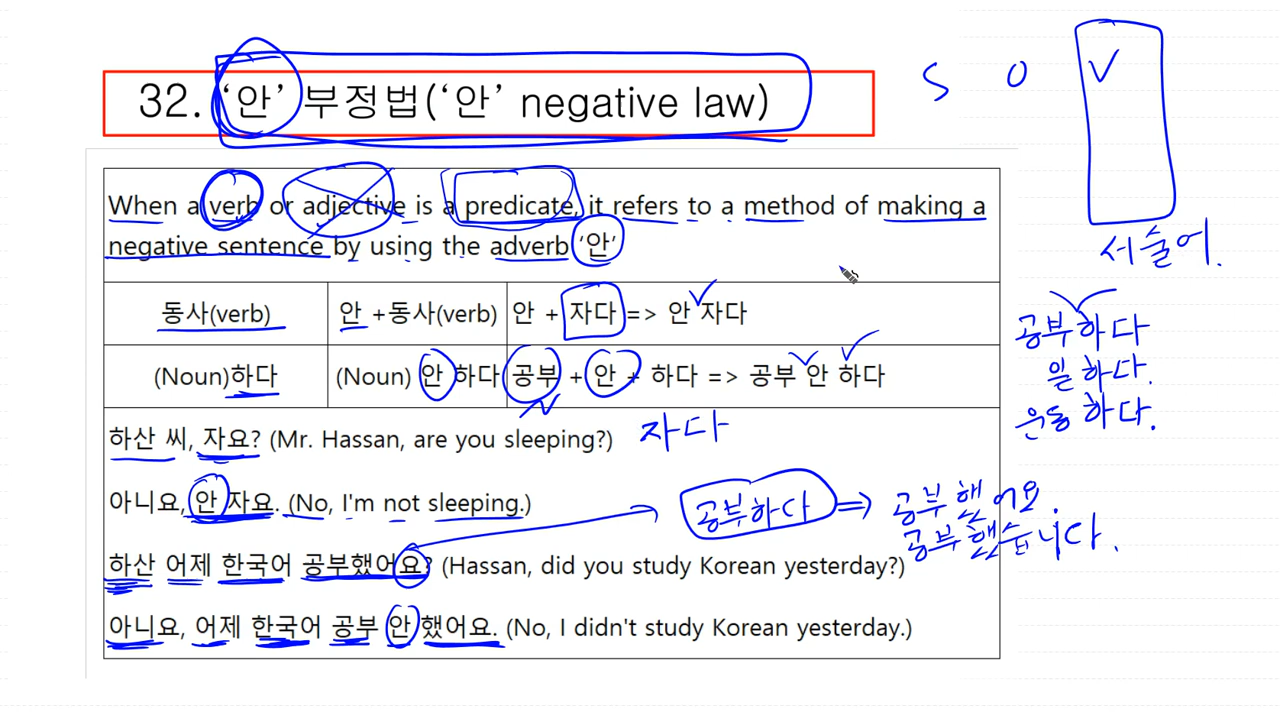 32. ‘안’ 부정법(‘안’ negative law)
S O V
서술어.
When a verb or adjective is a predicate, it refers to a method of making a
negative sentence by using the adverb ‘안’
동사(verb) 안 +동사(verb) 안 + 자다 => 안 자다
(Noun)하다 (Noun) 안 하다 공부 + 안 + 하다 => 공부 안 하다
공부하다
일하다.
운동하다.
하산 씨, 자요? (Mr. Hassan, are you sleeping?) 자다
아니요, 안 자요. (No, I'm not sleeping.) 공부하다 => 공부했어요.
공부했습니다.
하산 어제 한국어 공부했어요? (Hassan, did you study Korean yesterday?)
아니요, 어제 한국어 공부 안 했어요. (No, I didn't study Korean yesterday.)